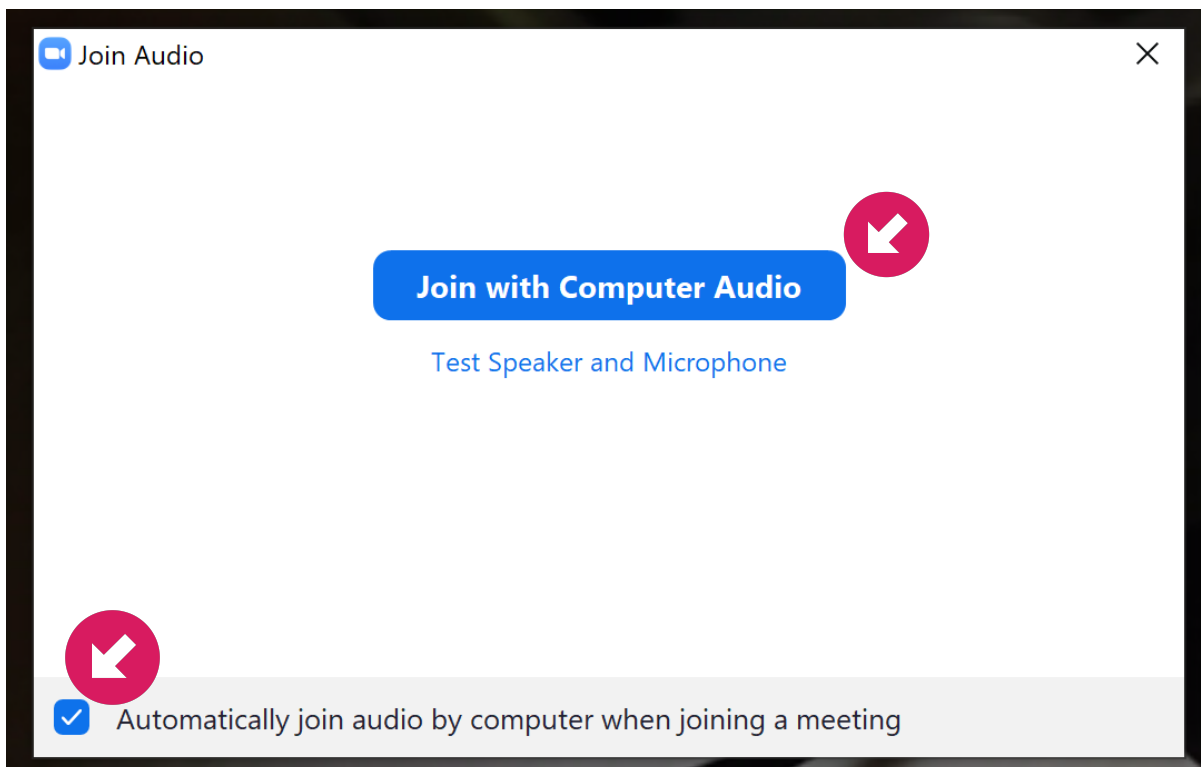 Join Audio
Join with Computer Audio
Test Speaker and Microphone
Automatically join audio by computer when joining a meeting